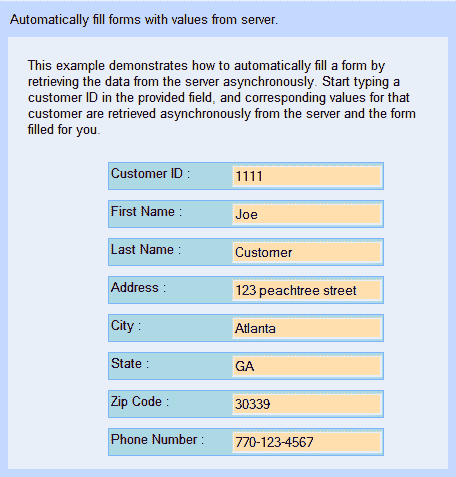 Automatically fill forms with values from server.
This example demonstrates how to automatically fill a form by
retrieving the data from the server asynchronously. Start typing a
customer ID in the provided field, and corresponding values for that
customer are retrieved asynchronously from the server and the form
filled for you.
Customer ID : 1111
First Name : Joe
Last Name : Customer
Address : 123 peachtree street
City : Atlanta
State : GA
Zip Code : 30339
Phone Number : 770-123-4567